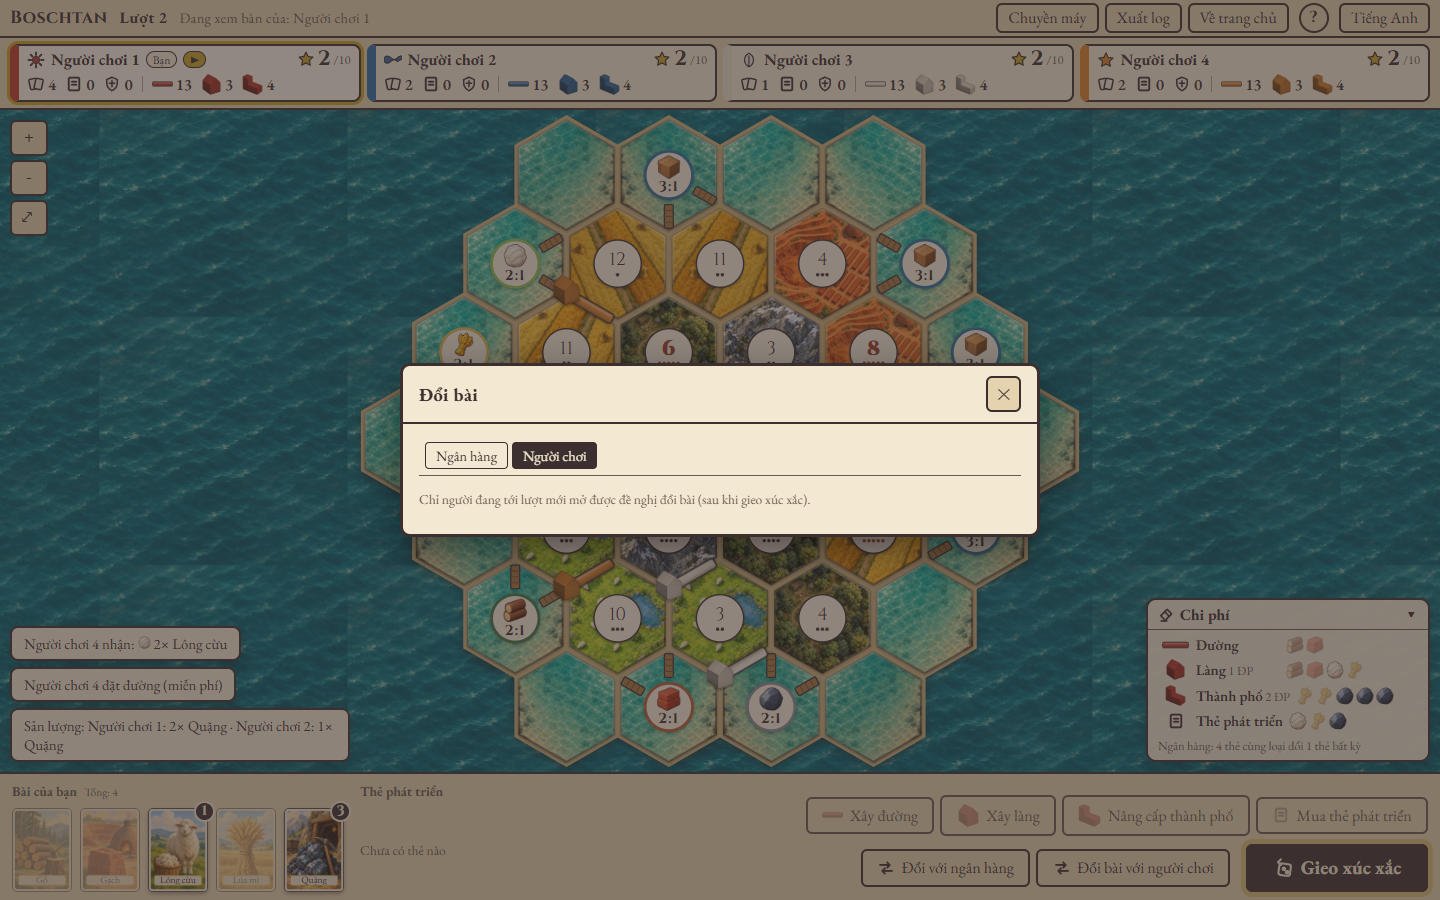 BOSCHTAN Lượt 2 Đang xem bàn của: Người chơi 1
Chuyền máy Xuất log Về trang chủ ? Tiếng Anh
Người chơi 1 Bạn ▶ 2 /10
4 0 0 13 3 4
Người chơi 2 2 /10
2 0 0 13 3 4
Người chơi 3 2 /10
1 0 0 13 3 4
Người chơi 4 2 /10
2 0 0 13 3 4
+
-
3:1
2:1 12 11 4 3:1
11 6 3 8
Đổi bài
Ngân hàng Người chơi
Chỉ người đang tới lượt mới mở được đề nghị đổi bài (sau khi gieo xúc xắc).
3:1
2:1 10 3 4
2:1 2:1
Người chơi 4 nhận: 2× Lông cừu
Người chơi 4 đặt đường (miễn phí)
Sản lượng: Người chơi 1: 2× Quặng · Người chơi 2: 1×
Quặng
Chi phí ▼
Đường
Làng 1 ĐP
Thành phố 2 ĐP
Thẻ phát triển
Ngân hàng: 4 thẻ cùng loại đổi 1 thẻ bất kỳ
Bài của bạn Tổng: 4
1 3
Gỗ Gạch Lông cừu Lúa mì Quặng
Thẻ phát triển
Chưa có thẻ nào
Xây đường Xây làng Nâng cấp thành phố Mua thẻ phát triển
Đổi với ngân hàng Đổi bài với người chơi Gieo xúc xắc